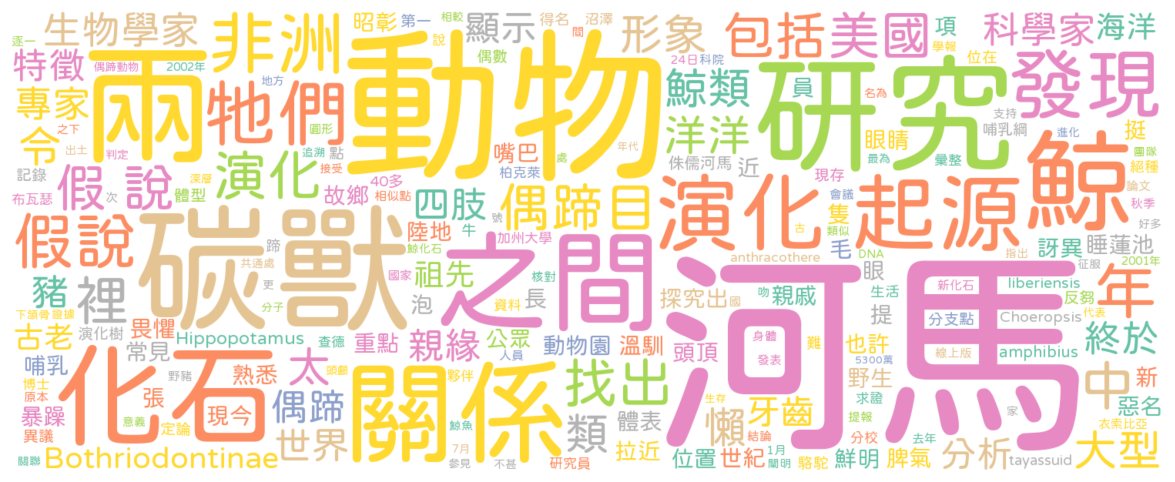 生物學家
非洲
昭彰
第一
相較
顯示
得名
沼澤
形象
包括
美國
項
科學家
海洋
逐一
特徵
偶蹄動物
2002年
兩
動物
說
間
偶數
24日
科院
鯨類
研究
員
位在
學報
發現
專家
地方
牠們
名為
支持
哺乳綱
進化
令
之下
出土
判定
圓形
追溯
深層
接受
演化
點
處
年代
嘴巴
柏克萊
洋洋
侏儒河馬
近
眼睛
最為
彙整
挺
團隊
絕種
記錄
布瓦瑟
假說
次
體型
故鄉
40多
相似點
四肢
偶蹄目
演化
現存
起源
會議
隻
類似
論文
秋季
鯨
好多
假說
碳獸
陸地
牛
號
加州大學
之間
古
毛
DNA
指出
訝異
睡蓮池
征服
2001年
豬
裡
蹄
共通處
鯨化石
國家
更
分子
祖先
泡
核對
資料
長
anthracothere
探究出
國
吻
親戚
眼
提
生活
新化石
分支點
liberiensis
反芻
Choeropsis
代表
年
下頷骨
證據
古老
演化樹
畏懼
常見
Hippopotamus
查德
重點
親緣
公眾
人員
動物園
溫馴
頭頂
身體
發表
河馬
難
也許
5300萬
線上版
amphibius
終於
哺乳
博士
原本
暴躁
異議
化石
野豬
熟悉
張
現今
意義
定論
太
頭顱
偶蹄
關係
夥伴
找出
類
體表
生存
懶
牙齒
野生
求證
提報
家
中
新
惡名
衣索比亞
關聯
Bothriodontinae
世界
鯨魚
7月
參見
不甚
研究員
拉近
位置
結論
世紀
1月
闡明
駱駝
分校
鮮明
去年
脾氣
分析
tayassuid
大型